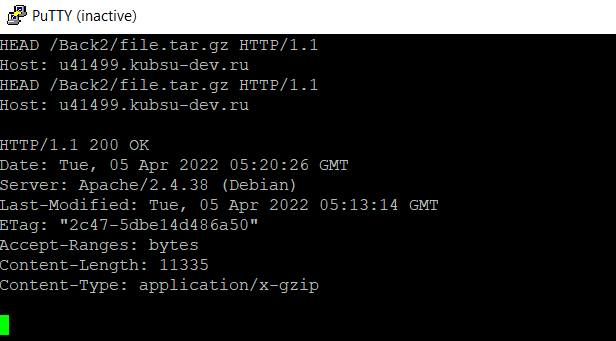 PuTTY (inactive)
HEAD /Back2/file.tar.gz HTTP/1.1
Host: u41499.kubsu-dev.ru
HEAD /Back2/file.tar.gz HTTP/1.1
Host: u41499.kubsu-dev.ru
HTTP/1.1 200 OK
Date: Tue, 05 Apr 2022 05:20:26 GMT
Server: Apache/2.4.38 (Debian)
Last-Modified: Tue, 05 Apr 2022 05:13:14 GMT
ETag: "2c47-5dbe14d486a50"
Accept-Ranges: bytes
Content-Length: 11335
Content-Type: application/x-gzip